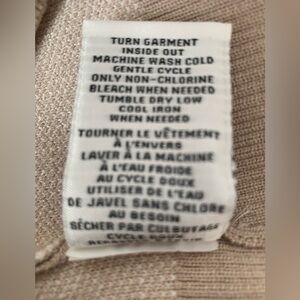 TURN GARMENT
INSIDE OUT
MACHINE WASH COLD
GENTLE CYCLE
ONLY NON-CHLORINE
BLEACH WHEN NEEDED
TUMBLE DRY LOW
COOL IRON
WHEN NEEDED
TOURNER LE VÊTEMENT
À L'ENVERS
LAVER À LA MACHINE
À L'EAU FROIDE
AU CYCLE DOUX
UTILISER DE L'EAU
DE JAVEL SANS CHLORE
AU BESOIN
SÉCHER PAR CULBUTAGE
CYCLE